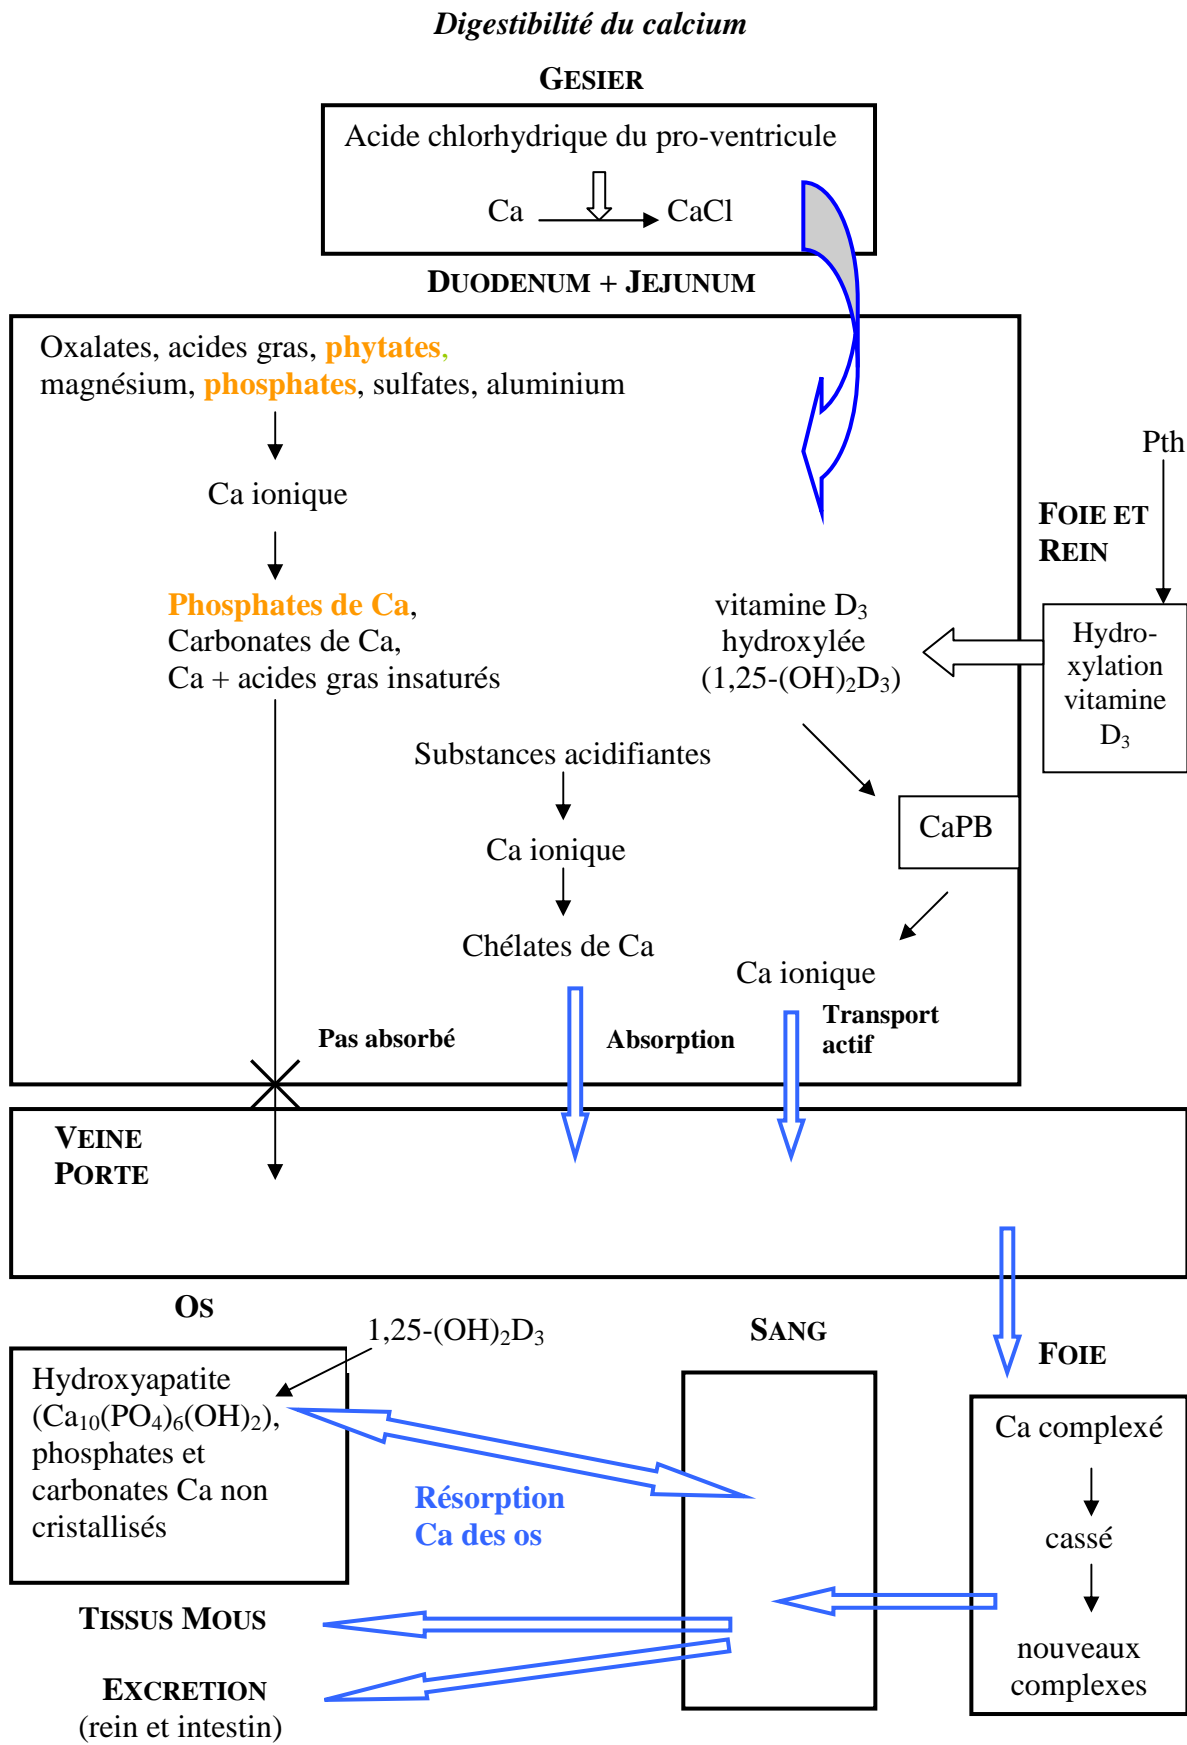 Digestibilité du calcium
GESIER
Acide chlorhydrique du pro-ventricule
Ca CaCl
DUODENUM + JEJUNUM
Oxalates, acides gras, phytates,
magnésium, phosphates, sulfates, aluminium
Ca ionique
Phosphates de Ca,
Carbonates de Ca,
Ca + acides gras insaturés
Substances acidifiantes
Ca ionique
Chélates de Ca
vitamine D₃
hydroxylée
(1,25-(OH)₂D₃)
CaPB
Ca ionique
Pth
FOIE ET
REIN
Hydro-
xylation
vitamine
D₃
Pas absorbé
Absorption
Transport
actif
VEINE
PORTE
OS
1,25-(OH)₂D₃
Hydroxyapatite
(Ca₁₀(PO₄)₆(OH)₂),
phosphates et
carbonates Ca non
cristallisés
Résorption
Ca des os
SANG
FOIE
Ca complexé
cassé
nouveaux
complexes
TISSUS MOUS
EXCRETION
(rein et intestin)